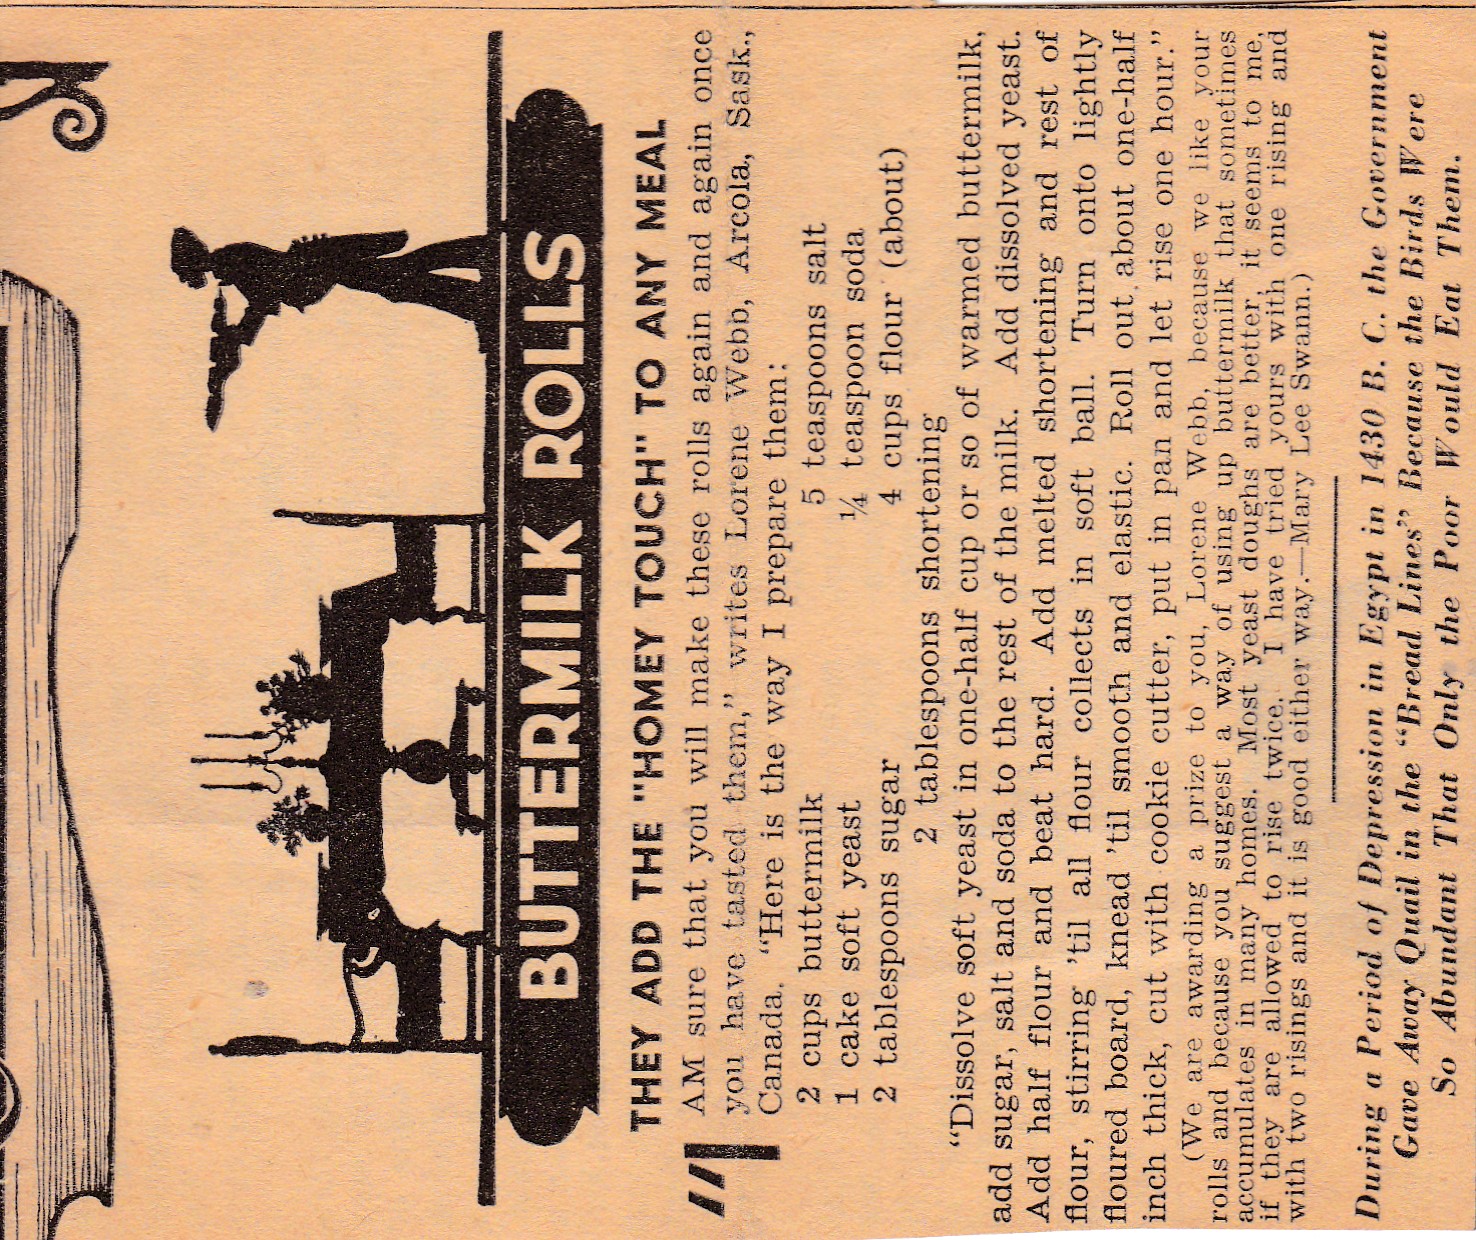 BUTTERMILK ROLLS
THEY ADD THE "HOMEY TOUCH" TO ANY MEAL
"I AM sure that you will make these rolls again and again once
you have tasted them," writes Lorene Webb, Arcola, Sask.,
Canada. "Here is the way I prepare them:
2 cups buttermilk
1 cake soft yeast
2 tablespoons sugar
5 teaspoons salt
¼ teaspoon soda
4 cups flour (about)
2 tablespoons shortening
"Dissolve soft yeast in one-half cup or so of warmed buttermilk,
add sugar, salt and soda to the rest of the milk. Add dissolved yeast.
Add half flour and beat hard. Add melted shortening and rest of
flour, stirring 'til all flour collects in soft ball. Turn onto lightly
floured board, knead 'til smooth and elastic. Roll out about one-half
inch thick, cut with cookie cutter, put in pan and let rise one hour."
(We are awarding a prize to you, Lorene Webb, because we like your
rolls and because you suggest a way of using up buttermilk that sometimes
accumulates in many homes. Most yeast doughs are better, it seems to me,
if they are allowed to rise twice. I have tried yours with one rising and
with two risings and it is good either way.—Mary Lee Swann.)
During a Period of Depression in Egypt in 1430 B. C. the Government
Gave Away Quail in the "Bread Lines" Because the Birds Were
So Abundant That Only the Poor Would Eat Them.